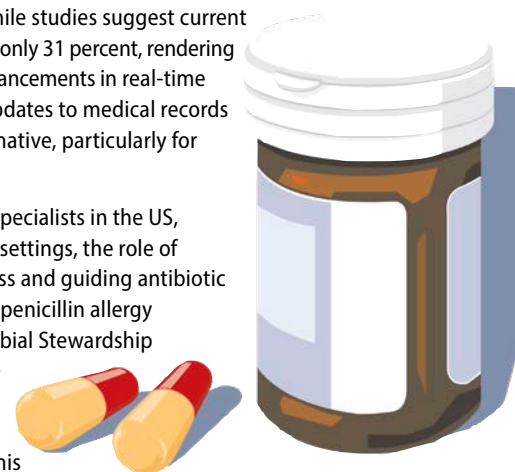 hile studies suggest current
only 31 percent, rendering
ancements in real-time
pdates to medical records
native, particularly for
pecialists in the US,
settings, the role of
ss and guiding antibiotic
penicillin allergy
bial Stewardship
his